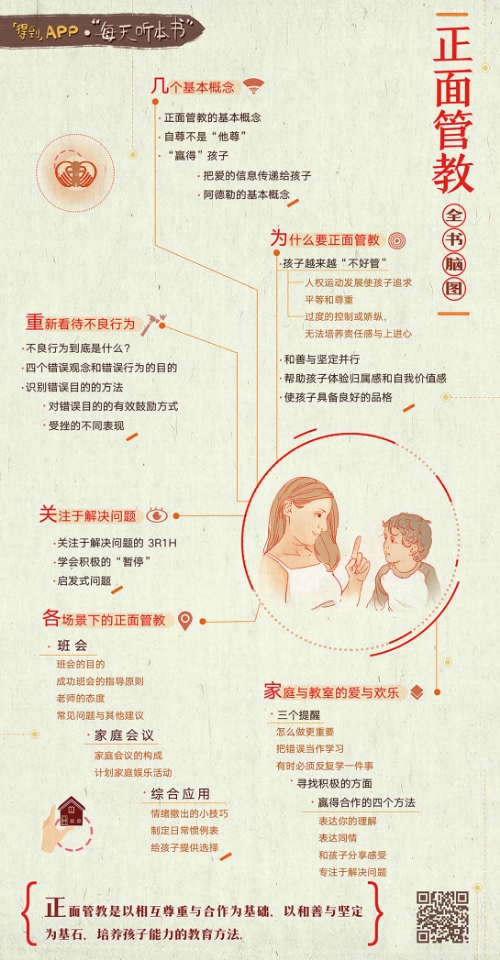 「得到」APP·“每天听本书”
正面管教
全书脑图
几个基本概念
·正面管教的基本概念
·自尊不是“他尊”
·“赢得”孩子
·把爱的信息传递给孩子
·阿德勒的基本概念
为什么要正面管教
·孩子越来越“不好管”
人权运动发展使孩子追求
平等和尊重
过度的控制或娇纵，
无法培养责任感与上进心
·和善与坚定并行
·帮助孩子体验归属感和自我价值感
·使孩子具备良好的品格
重新看待不良行为
·不良行为到底是什么？
·四个错误观念和错误行为的目的
·识别错误目的的方法
·对错误目的的有效鼓励方式
·受挫的不同表现
关注于解决问题
·关注于解决问题的 3R1H
·学会积极的“暂停”
·启发式问题
各场景下的正面管教
·班会
班会的目的
成功班会的指导原则
老师的态度
常见问题与其他建议
·家庭会议
家庭会议的构成
计划家庭娱乐活动
·综合应用
情绪撤出的小技巧
制定日常惯例表
给孩子提供选择
家庭与教室的爱与欢乐
·三个提醒
怎么做更重要
把错误当作学习
有时必须反复学一件事
·寻找积极的方面
·赢得合作的四个方法
表达你的理解
表达同情
和孩子分享感受
专注于解决问题
正面管教是以相互尊重与合作为基础，以和善与坚定
为基石，培养孩子能力的教育方法.